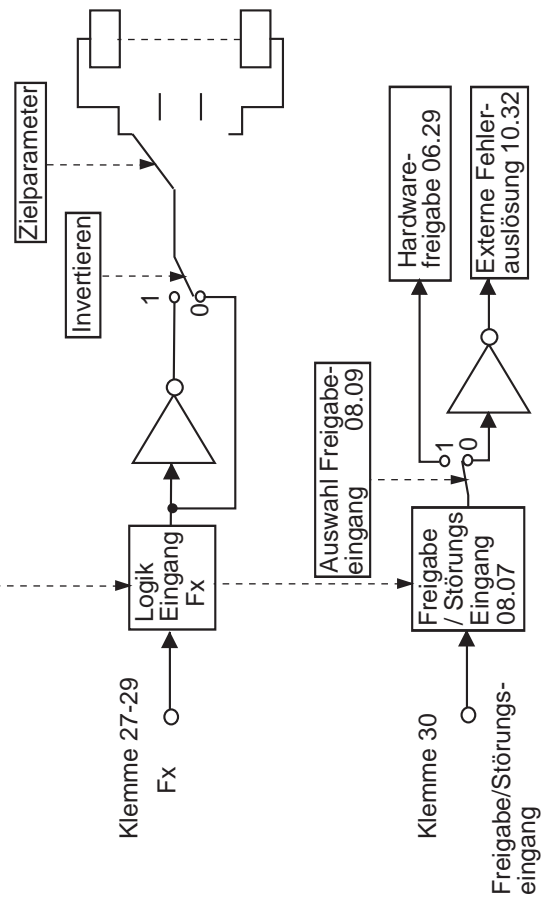 Klemme 27-29
Fx
Logik
Eingang
Fx
1
0
Invertieren
Zielparameter
Klemme 30
Freigabe/Störungs-
eingang
Freigabe
/ Störungs
Eingang
08.07
Auswahl Freigabe-
eingang 08.09
1
0
Hardware-
freigabe 06.29
Externe Fehler-
auslösung 10.32